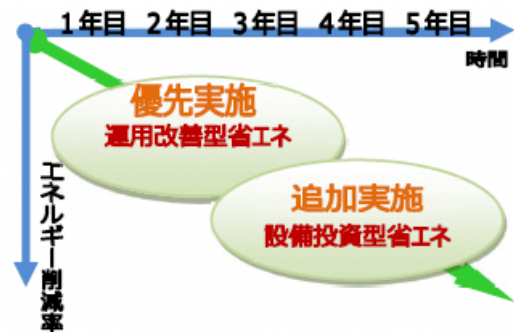 1年目 2年目 3年目 4年目 5年目
時間
優先実施
運用改善型省エネ
追加実施
設備投資型省エネ
エネルギー削減率